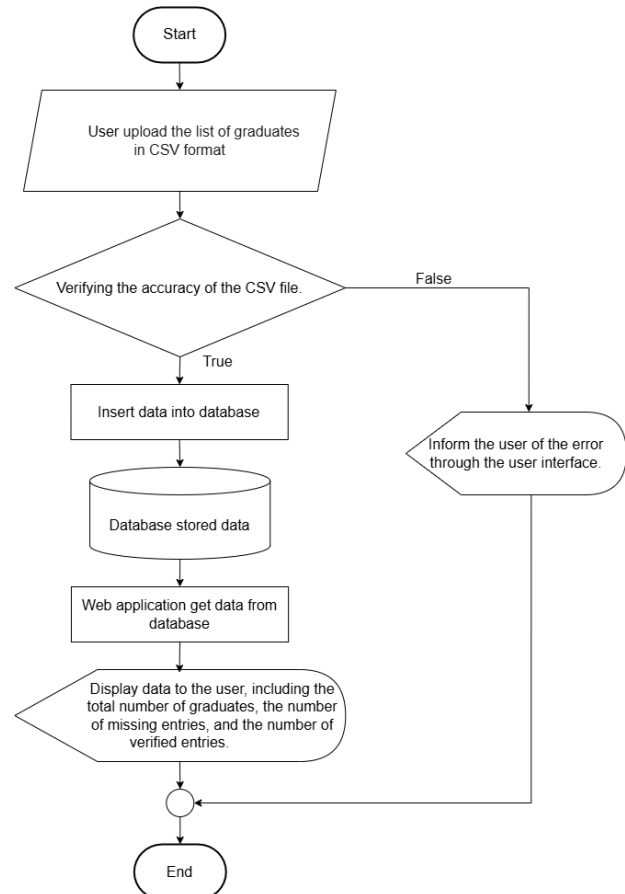 Start
User upload the list of graduates
in CSV format
Verifying the accuracy of the CSV file.
False
True
Insert data into database
Inform the user of the error
through the user interface.
Database stored data
Web application get data from
database
Display data to the user, including the
total number of graduates, the number
of missing entries, and the number of
verified entries.
End